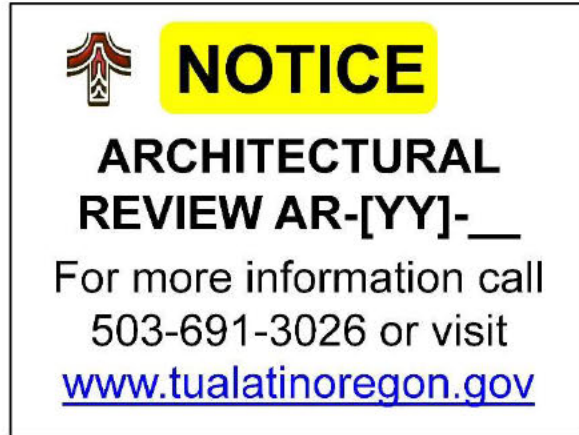 NOTICE
ARCHITECTURAL
REVIEW AR-[YY]-__
For more information call
503-691-3026 or visit
www.tualatinoregon.gov